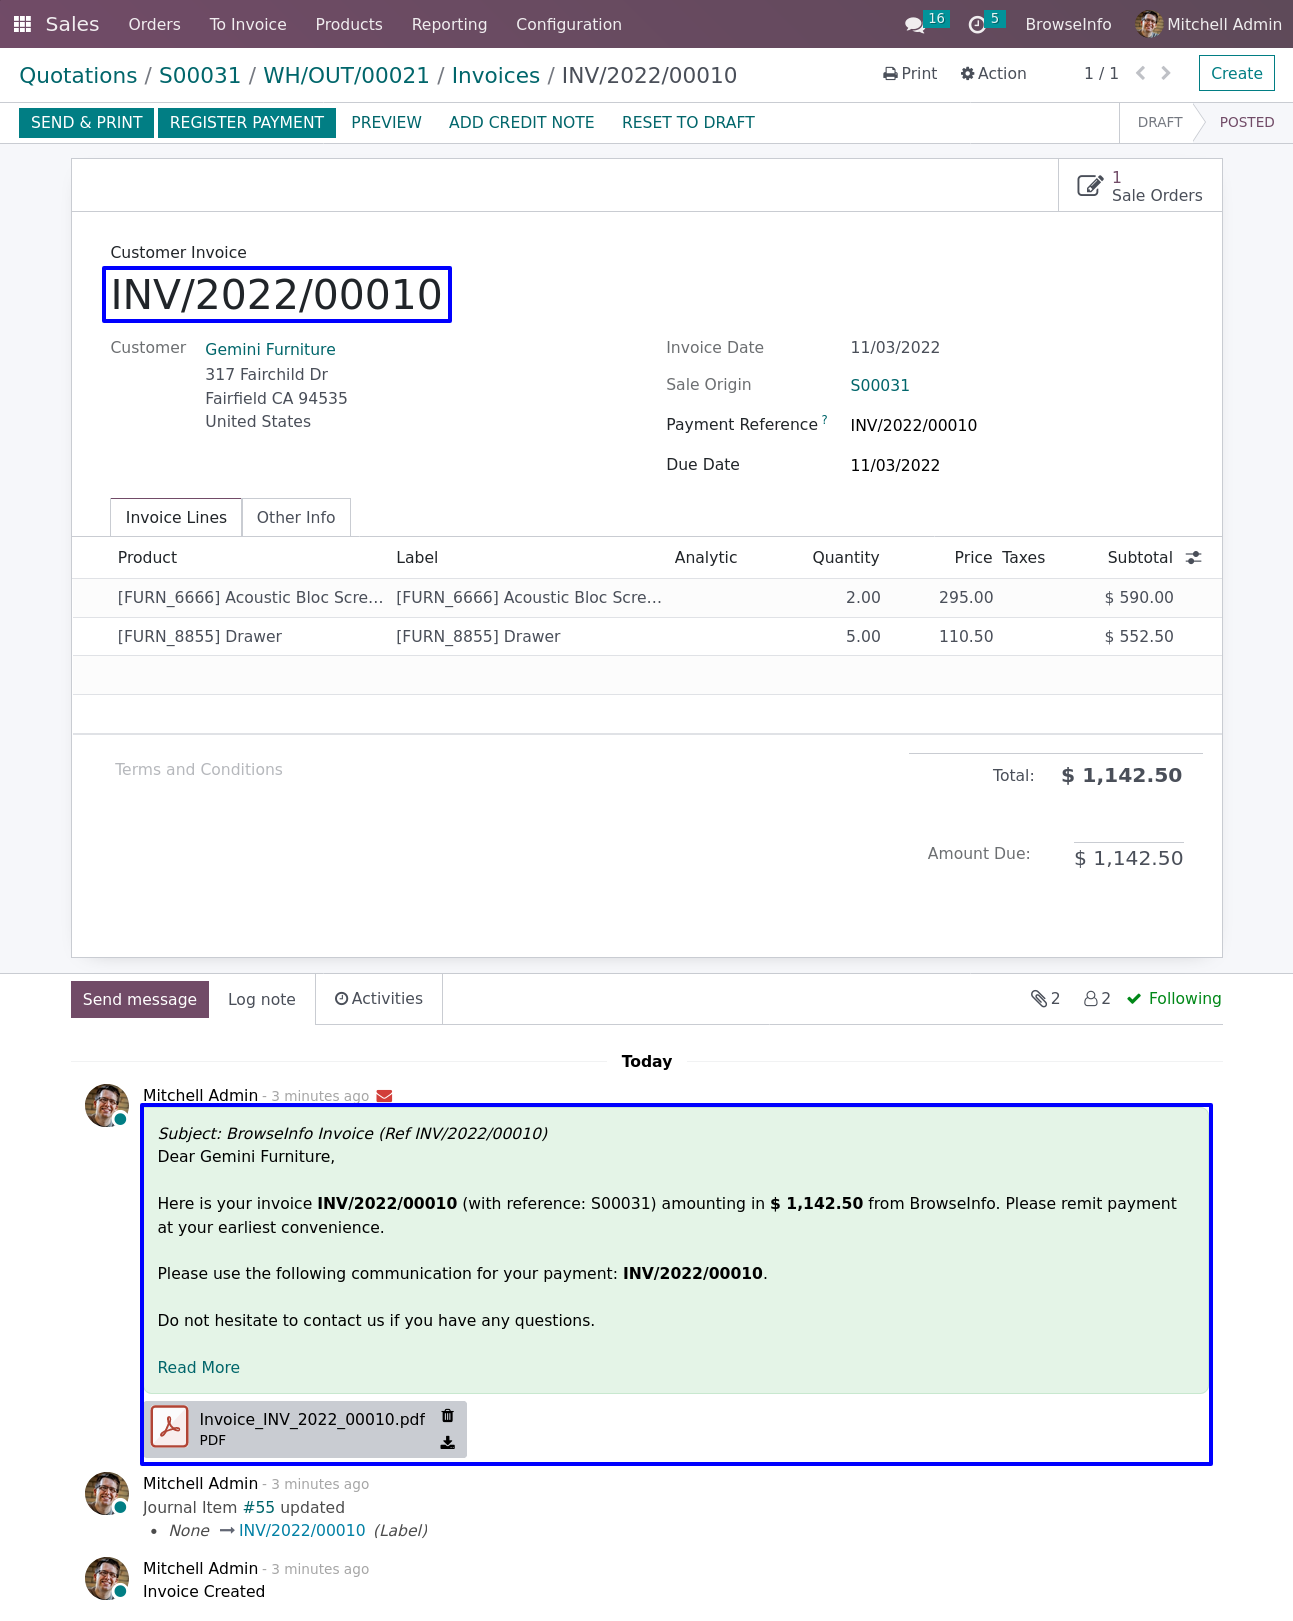 Sales Orders To Invoice Products Reporting Configuration 16 5 BrowseInfo Mitchell Admin
Quotations / S00031 / WH/OUT/00021 / Invoices / INV/2022/00010 Print Action 1 / 1 Create
SEND & PRINT REGISTER PAYMENT PREVIEW ADD CREDIT NOTE RESET TO DRAFT DRAFT POSTED
1
Sale Orders
Customer Invoice
INV/2022/00010
Customer Gemini Furniture
317 Fairchild Dr
Fairfield CA 94535
United States
Invoice Date 11/03/2022
Sale Origin S00031
Payment Reference ? INV/2022/00010
Due Date 11/03/2022
Invoice Lines Other Info
Product Label Analytic Quantity Price Taxes Subtotal
[FURN_6666] Acoustic Bloc Scre... [FURN_6666] Acoustic Bloc Scre... 2.00 295.00 $ 590.00
[FURN_8855] Drawer [FURN_8855] Drawer 5.00 110.50 $ 552.50
Terms and Conditions
Total: $ 1,142.50
Amount Due: $ 1,142.50
Send message Log note Activities 2 2 Following
Today
Mitchell Admin - 3 minutes ago
Subject: BrowseInfo Invoice (Ref INV/2022/00010)
Dear Gemini Furniture,
Here is your invoice INV/2022/00010 (with reference: S00031) amounting in $ 1,142.50 from BrowseInfo. Please remit payment
at your earliest convenience.
Please use the following communication for your payment: INV/2022/00010.
Do not hesitate to contact us if you have any questions.
Read More
Invoice_INV_2022_00010.pdf
PDF
Mitchell Admin - 3 minutes ago
Journal Item #55 updated
• None → INV/2022/00010 (Label)
Mitchell Admin - 3 minutes ago
Invoice Created